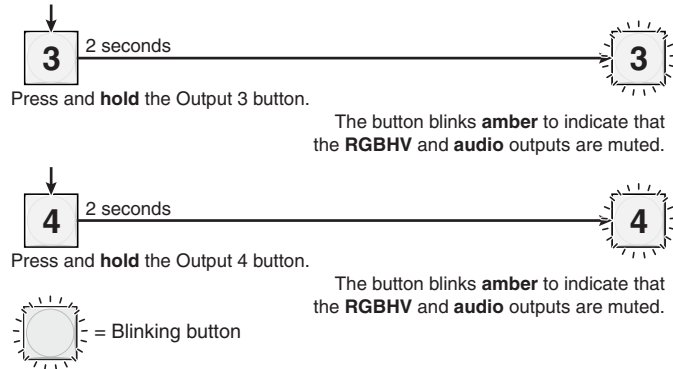 3
2 seconds
3
Press and hold the Output 3 button.
The button blinks amber to indicate that
the RGBHV and audio outputs are muted.
4
2 seconds
4
Press and hold the Output 4 button.
The button blinks amber to indicate that
the RGBHV and audio outputs are muted.
= Blinking button